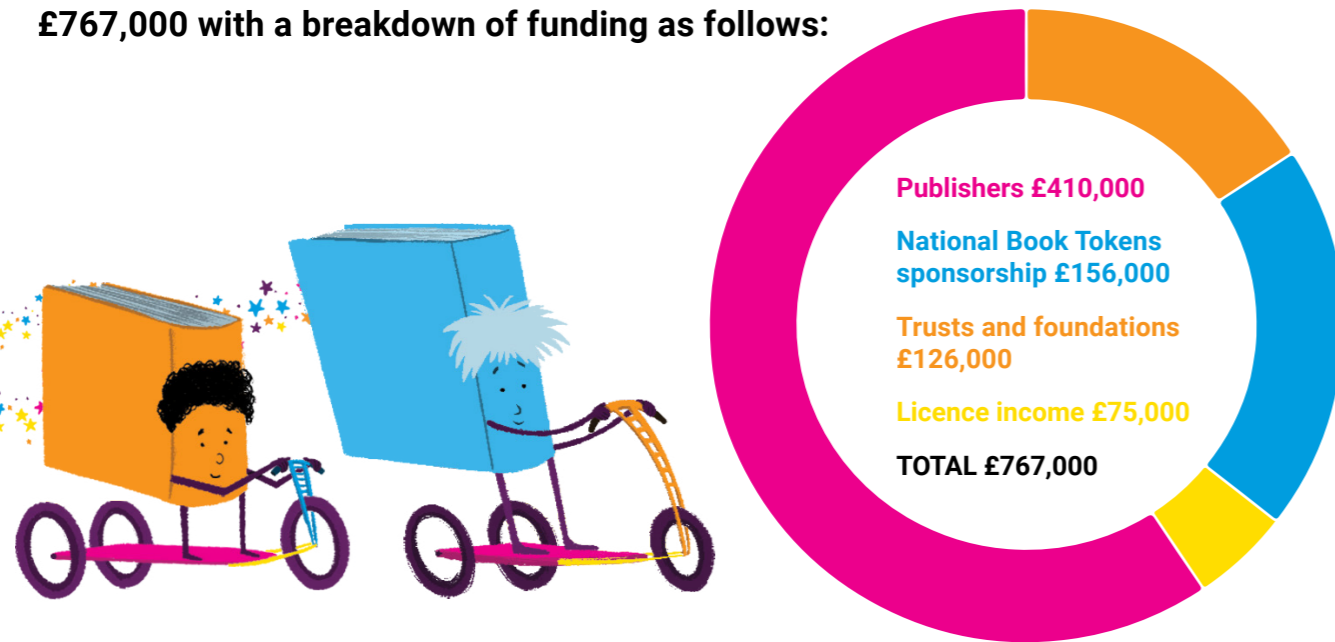 £767,000 with a breakdown of funding as follows:
Publishers £410,000
National Book Tokens
sponsorship £156,000
Trusts and foundations
£126,000
Licence income £75,000
TOTAL £767,000